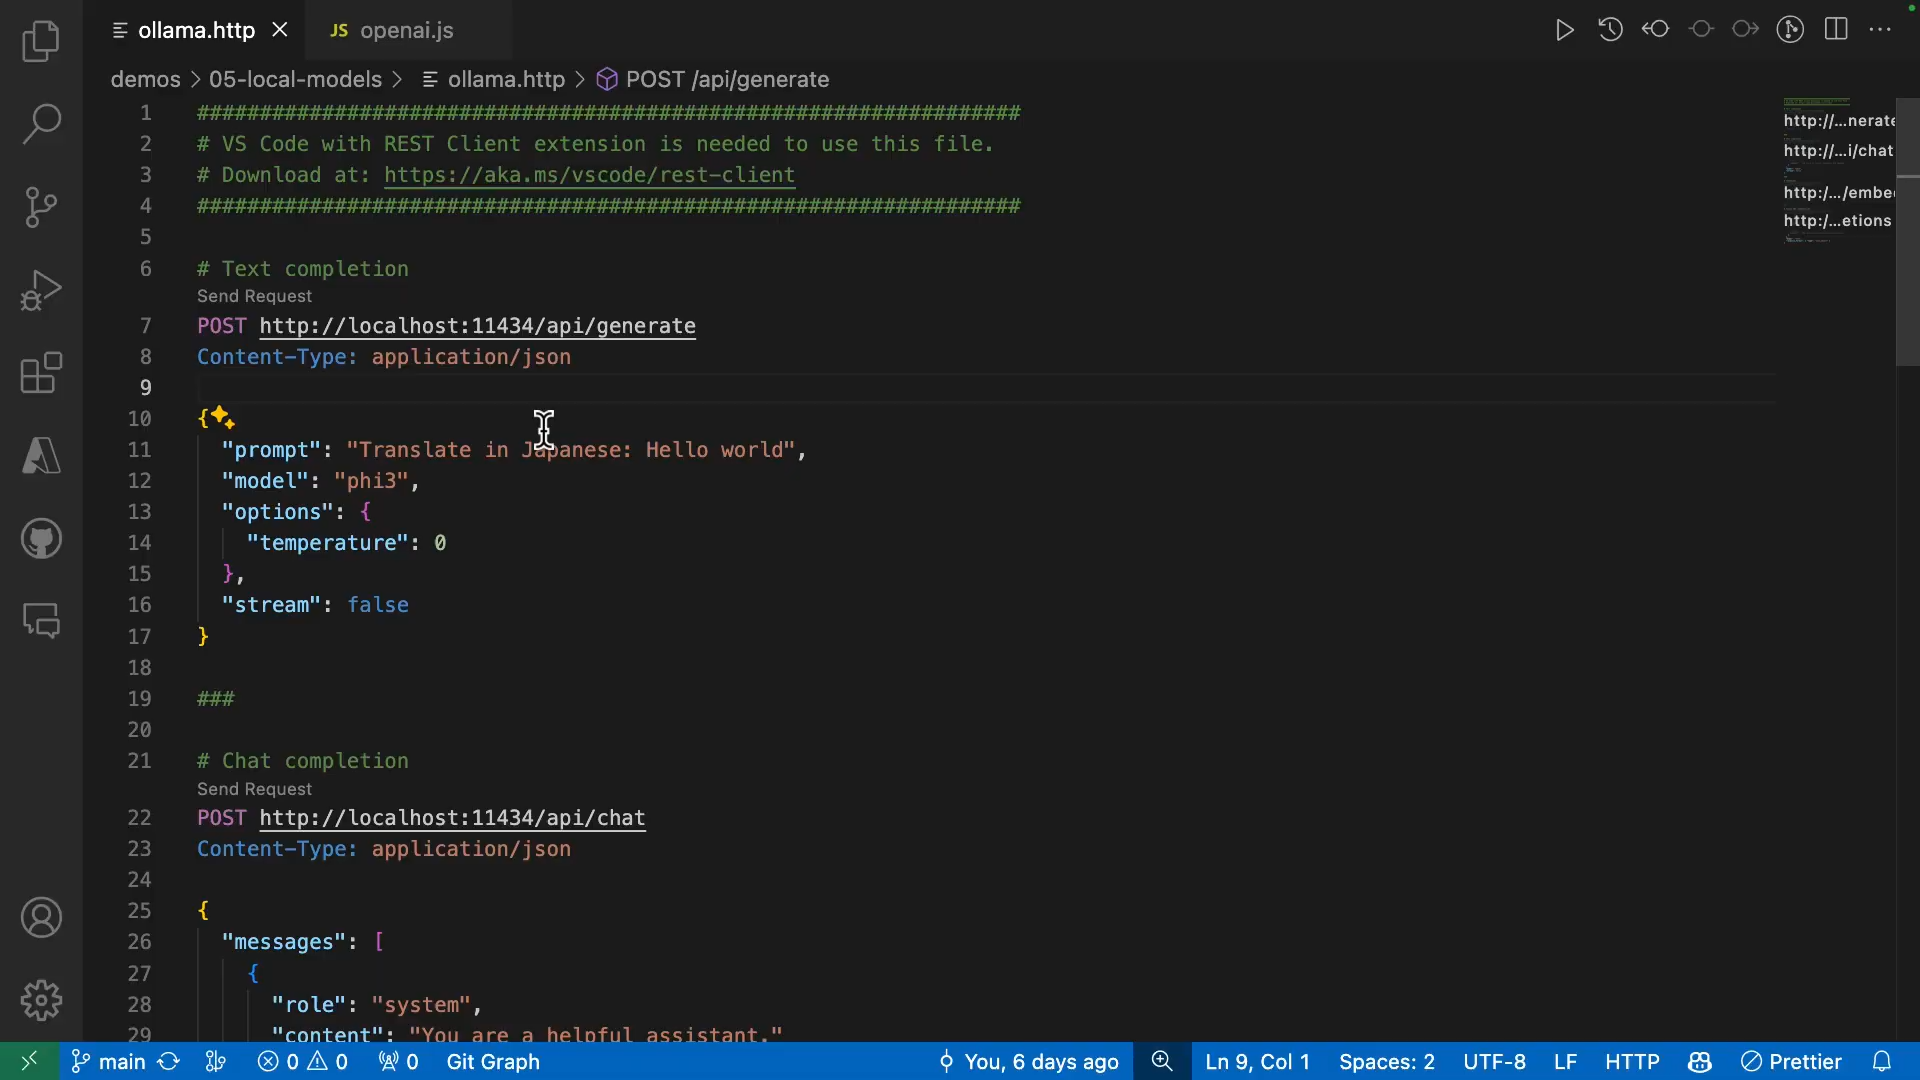 ollama.http
JS openai.js
demos > 05-local-models > ollama.http > POST /api/generate
1 ##################################################################
2 # VS Code with REST Client extension is needed to use this file.
3 # Download at: https://aka.ms/vscode/rest-client
4 ##################################################################
5
6 # Text completion
Send Request
7 POST http://localhost:11434/api/generate
8 Content-Type: application/json
9
10 {
11 "prompt": "Translate in Japanese: Hello world",
12 "model": "phi3",
13 "options": {
14 "temperature": 0
15 },
16 "stream": false
17 }
18
19 ###
20
21 # Chat completion
Send Request
22 POST http://localhost:11434/api/chat
23 Content-Type: application/json
24
25 {
26 "messages": [
27 {
28 "role": "system",
29 "content": "You are a helpful assistant."
http://...nerate
http://...i/chat
http:/.../embe
http:/...etions
main 0 0 0 Git Graph You, 6 days ago Ln 9, Col 1 Spaces: 2 UTF-8 LF HTTP Prettier